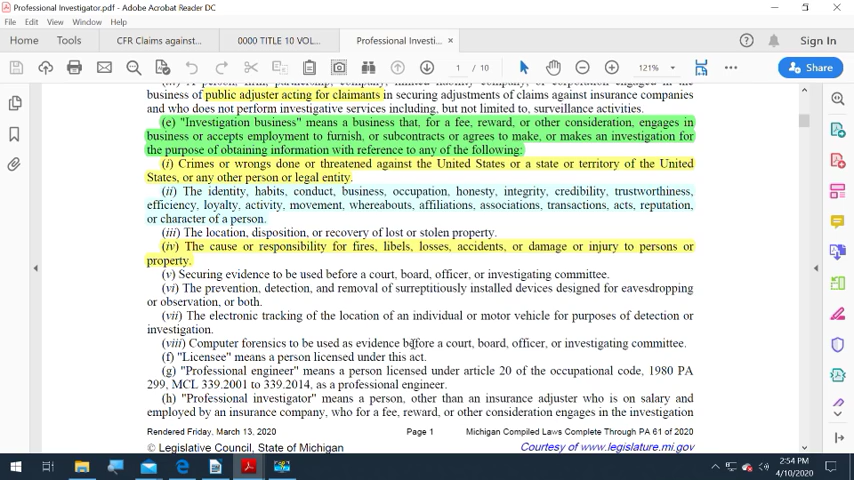 Professional Investigator.pdf - Adobe Acrobat Reader DC
File Edit View Window Help
Home Tools CFR Claims against... 0000 TITLE 10 VOL... Professional Investi... × Sign In
1 / 10 121% Share
business of public adjuster acting for claimants in securing adjustments of claims against insurance companies
and who does not perform investigative services including, but not limited to, surveillance activities.
(e) "Investigation business" means a business that, for a fee, reward, or other consideration, engages in
business or accepts employment to furnish, or subcontracts or agrees to make, or makes an investigation for
the purpose of obtaining information with reference to any of the following:
(i) Crimes or wrongs done or threatened against the United States or a state or territory of the United
States, or any other person or legal entity.
(ii) The identity, habits, conduct, business, occupation, honesty, integrity, credibility, trustworthiness,
efficiency, loyalty, activity, movement, whereabouts, affiliations, associations, transactions, acts, reputation,
or character of a person.
(iii) The location, disposition, or recovery of lost or stolen property.
(iv) The cause or responsibility for fires, libels, losses, accidents, or damage or injury to persons or
property.
(v) Securing evidence to be used before a court, board, officer, or investigating committee.
(vi) The prevention, detection, and removal of surreptitiously installed devices designed for eavesdropping
or observation, or both.
(vii) The electronic tracking of the location of an individual or motor vehicle for purposes of detection or
investigation.
(viii) Computer forensics to be used as evidence before a court, board, officer, or investigating committee.
(f) "Licensee" means a person licensed under this act.
(g) "Professional engineer" means a person licensed under article 20 of the occupational code, 1980 PA
299, MCL 339.2001 to 339.2014, as a professional engineer.
(h) "Professional investigator" means a person, other than an insurance adjuster who is on salary and
employed by an insurance company, who for a fee, reward, or other consideration engages in the investigation
Rendered Friday, March 13, 2020 Page 1 Michigan Compiled Laws Complete Through PA 61 of 2020
© Legislative Council, State of Michigan Courtesy of www.legislature.mi.gov
2:54 PM
4/10/2020